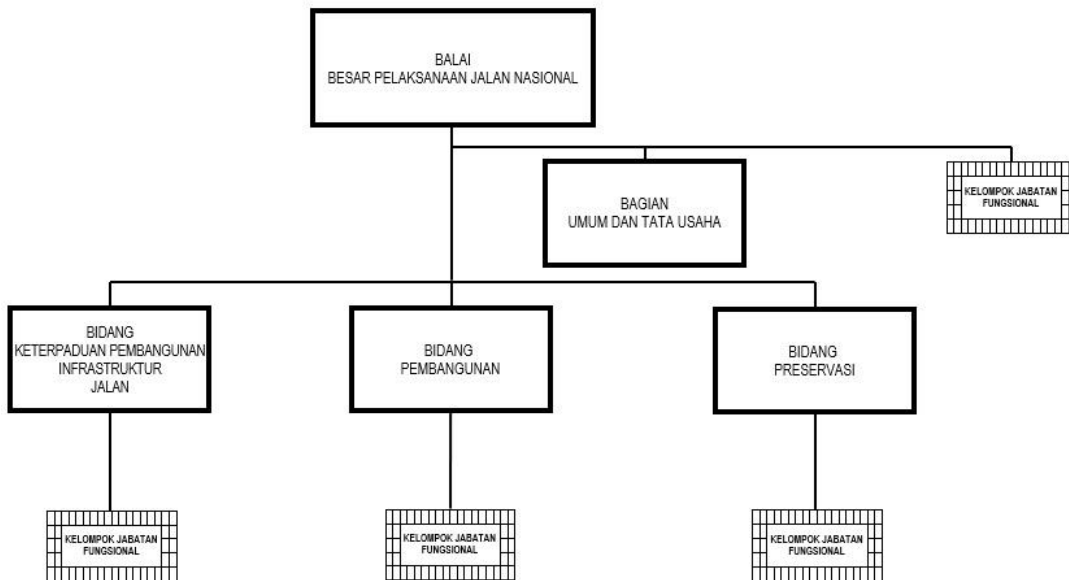 BALAI
BESAR PELAKSANAAN JALAN NASIONAL
BAGIAN
UMUM DAN TATA USAHA
KELOMPOK JABATAN
FUNGSIONAL
BIDANG
KETERPADUAN PEMBANGUNAN
INFRASTRUKTUR
JALAN
BIDANG
PEMBANGUNAN
BIDANG
PRESERVASI
KELOMPOK JABATAN
FUNGSIONAL
KELOMPOK JABATAN
FUNGSIONAL
KELOMPOK JABATAN
FUNGSIONAL